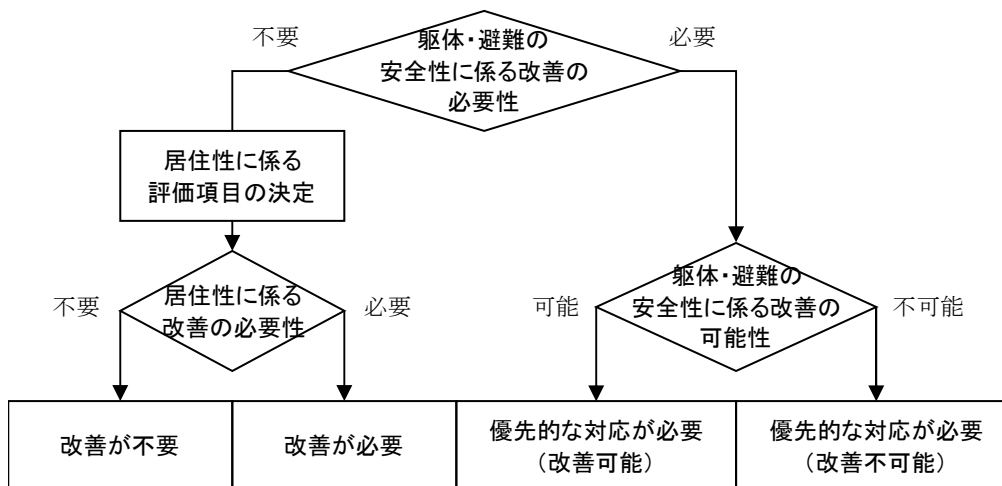 不要
躯体・避難の
安全性に係る改善の
必要性
必要
居住性に係る
評価項目の決定
不要
居住性に係る
改善の必要性
必要
可能
躯体・避難の
安全性に係る改善の
可能性
不可能
改善が不要
改善が必要
優先的な対応が必要
（改善可能）
優先的な対応が必要
（改善不可能）